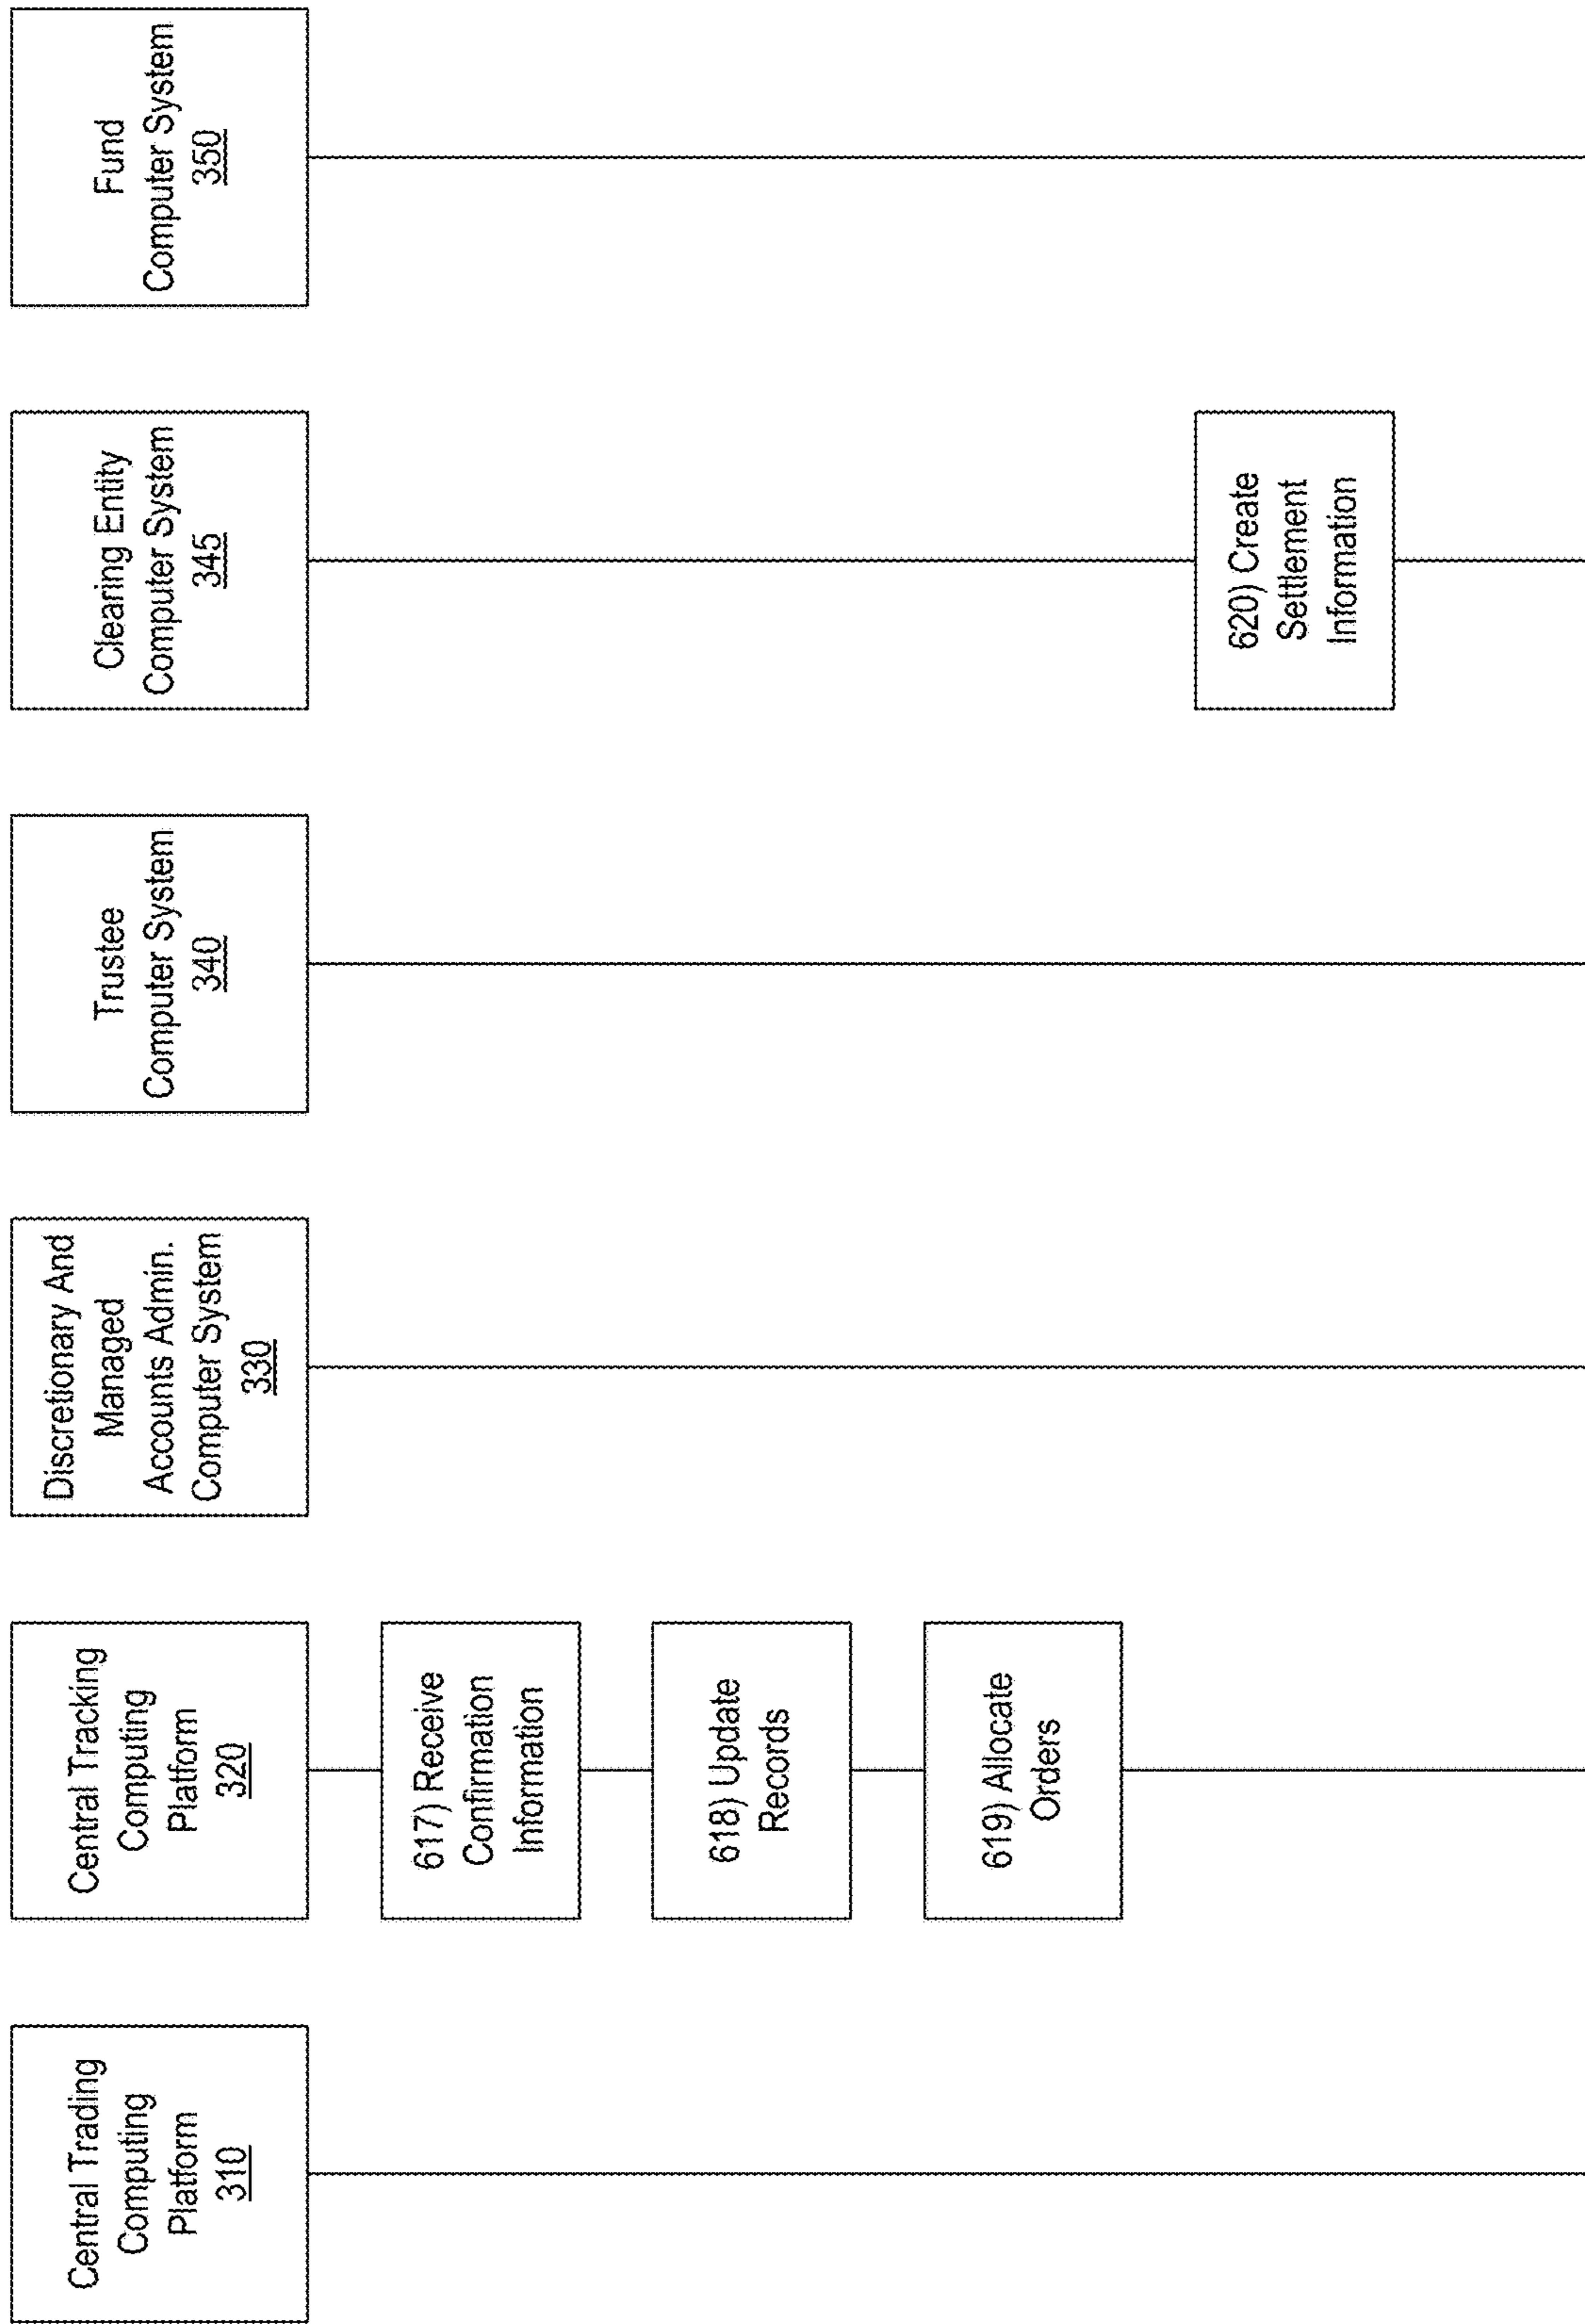 Central Trading
Computing
Platform
310
Central Tracking
Computing
Platform
320
Discretionary And
Managed
Accounts Admin.
Computer System
330
Trustee
Computer System
340
Clearing Entity
Computer System
345
Fund
Computer System
350
617) Receive
Confirmation
Information
618) Update
Records
619) Allocate
Orders
620) Create
Settlement
Information